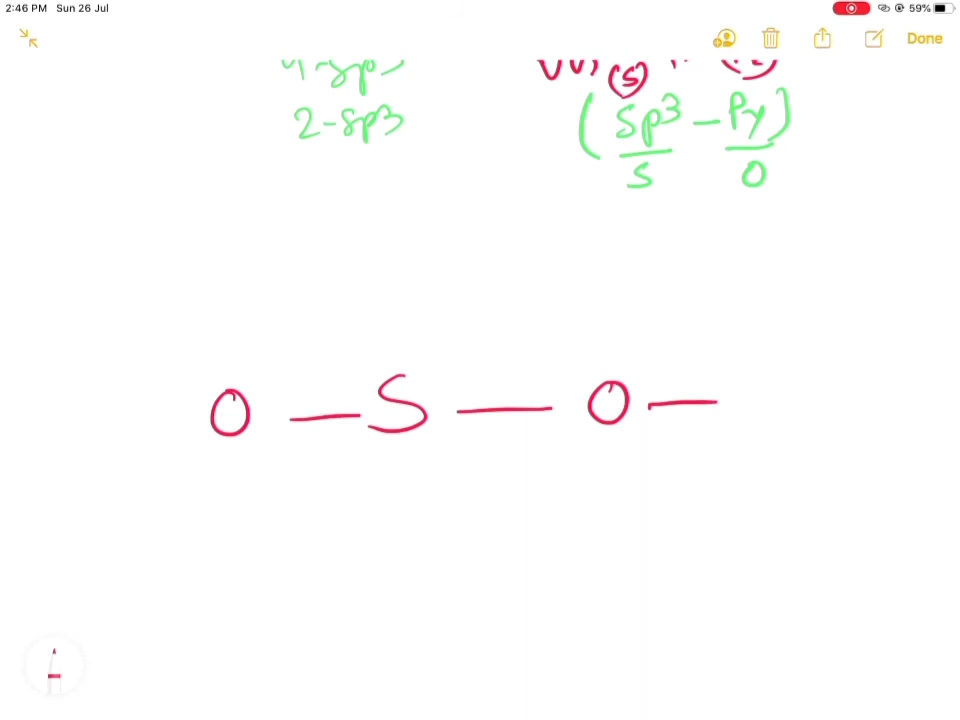 2:46 PM Sun 26 Jul
59%
Done
(S)
2-sp3
(sp3 - Py)
S O
O — S — O —